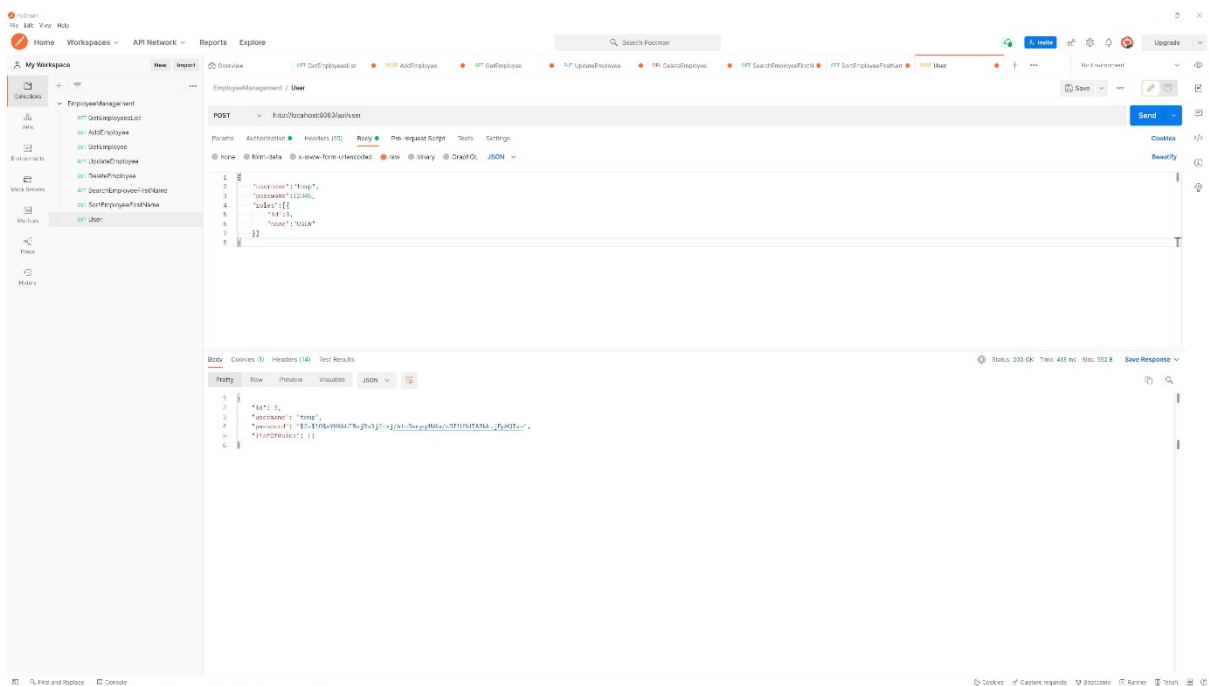 Postman
File Edit View Help
Home Workspaces API Network Reports Explore
Search Postman
Invite
Upgrade
My Workspace
New Import
Overview
GET GetEmployeesList
POST AddEmployee
GET GetEmployee
PUT UpdateEmployee
DEL DeleteEmployee
GET SearchEmployeeFirstN
GET SortEmployeeFirstNam
POST User
No Environment
Collections
APIs
Environments
Mock Servers
Monitors
Flows
History
EmployeeManagement
GET GetEmployeesList
GET AddEmployee
GET GetEmployee
GET UpdateEmployee
GET DeleteEmployee
GET SearchEmployeeFirstName
GET SortEmployeeFirstName
GET User
EmployeeManagement / User
Save
POST http://localhost:8083/api/user
Send
Params Authorization Headers (10) Body Pre-request Script Tests Settings
Cookies
none form-data x-www-form-urlencoded raw binary GraphQL JSON
Beautify
1 {
2 "username":"temp",
3 "password":12345,
4 "roles":[{
5 "id":3,
6 "name":"USER"
7 }]
8 }
Body Cookies (1) Headers (14) Test Results
Status: 200 OK Time: 413 ms Size: 552 B Save Response
Pretty Raw Preview Visualize JSON
1 {
2 "id": 3,
3 "username": "temp",
4 "password":
5 "listOfRoles": []
6 }
Find and Replace Console
Cookies Capture requests Bootcamp Runner Trash